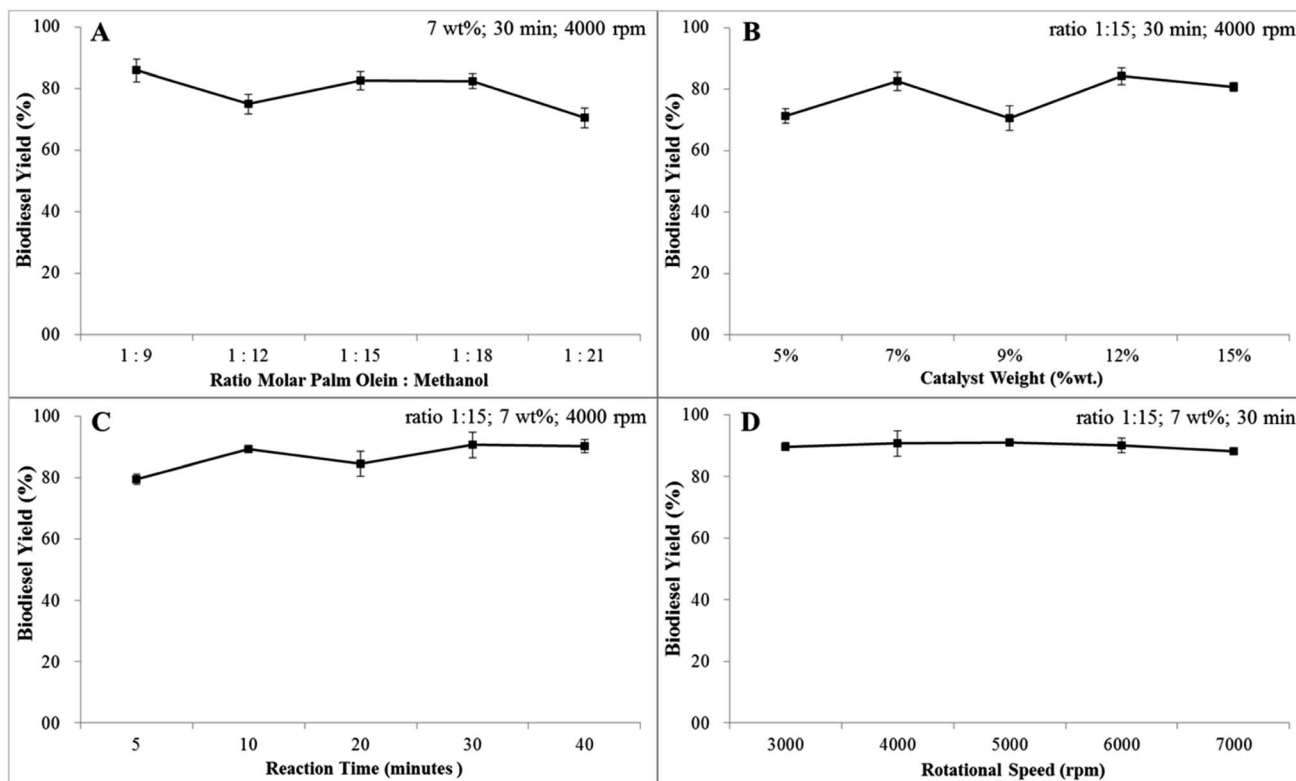 A
7 wt%; 30 min; 4000 rpm
Biodiesel Yield (%)
100
80
60
40
20
00
1 : 9 1 : 12 1 : 15 1 : 18 1 : 21
Ratio Molar Palm Olein : Methanol
B
ratio 1:15; 30 min; 4000 rpm
Biodiesel Yield (%)
100
80
60
40
20
00
5% 7% 9% 12% 15%
Catalyst Weight (%wt.)
C
ratio 1:15; 7 wt%; 4000 rpm
Biodiesel Yield (%)
100
80
60
40
20
00
5 10 20 30 40
Reaction Time (minutes )
D
ratio 1:15; 7 wt%; 30 min
Biodiesel Yield (%)
100
80
60
40
20
00
3000 4000 5000 6000 7000
Rotational Speed (rpm)